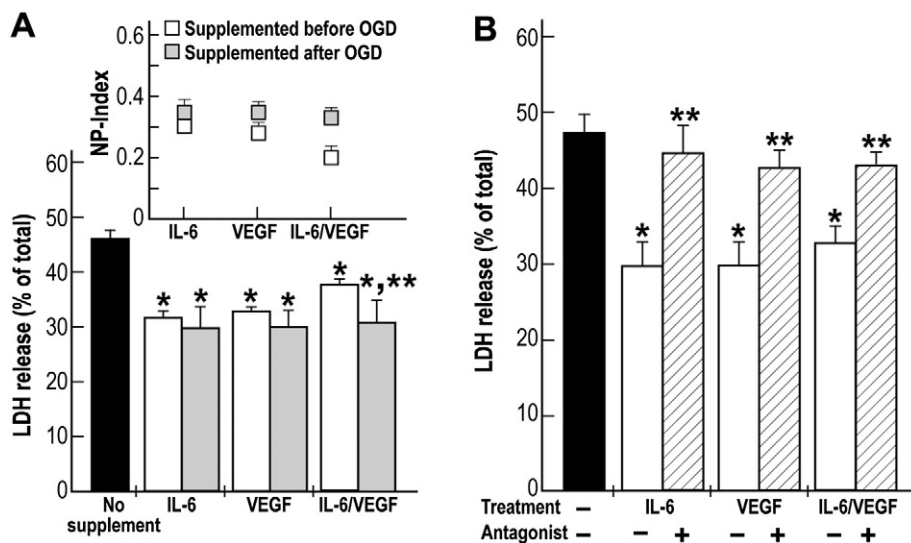 A
0.6
0.4
0.2
0
NP-Index
Supplemented before OGD
Supplemented after OGD
IL-6 VEGF IL-6/VEGF
60
50
40
30
20
10
0
LDH release (% of total)
* * * * * *,**
No supplement
IL-6 VEGF IL-6/VEGF
B
60
50
40
30
20
10
0
LDH release (% of total)
* ** * ** * **
Treatment – IL-6 VEGF IL-6/VEGF
Antagonist – – + – + – +